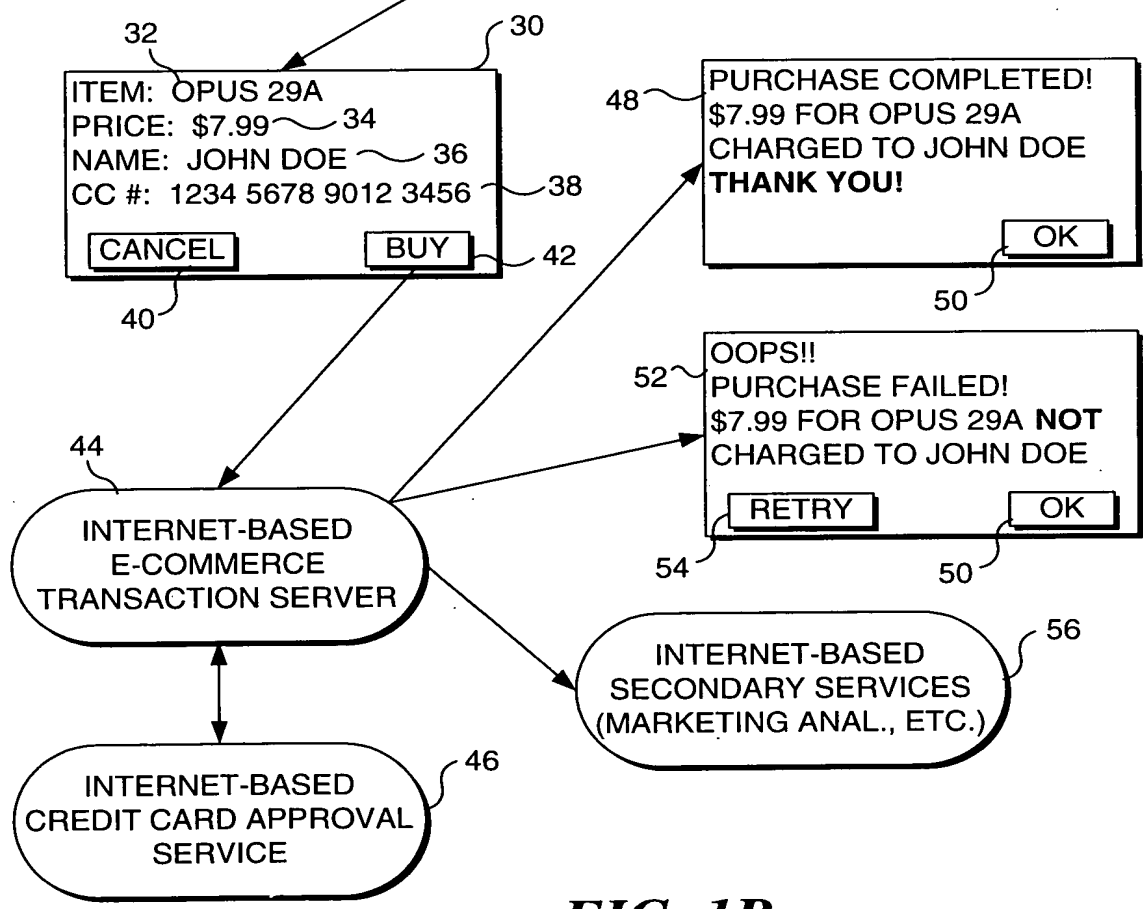 32
30
ITEM: OPUS 29A
PRICE: $7.99 34
NAME: JOHN DOE 36
CC #: 1234 5678 9012 3456 38
CANCEL
BUY
42
40
48
PURCHASE COMPLETED!
$7.99 FOR OPUS 29A
CHARGED TO JOHN DOE
THANK YOU!
OK
50
52
OOPS!!
PURCHASE FAILED!
$7.99 FOR OPUS 29A NOT
CHARGED TO JOHN DOE
RETRY
OK
54
50
44
INTERNET-BASED
E-COMMERCE
TRANSACTION SERVER
56
INTERNET-BASED
SECONDARY SERVICES
(MARKETING ANAL., ETC.)
46
INTERNET-BASED
CREDIT CARD APPROVAL
SERVICE
FIG. 1B